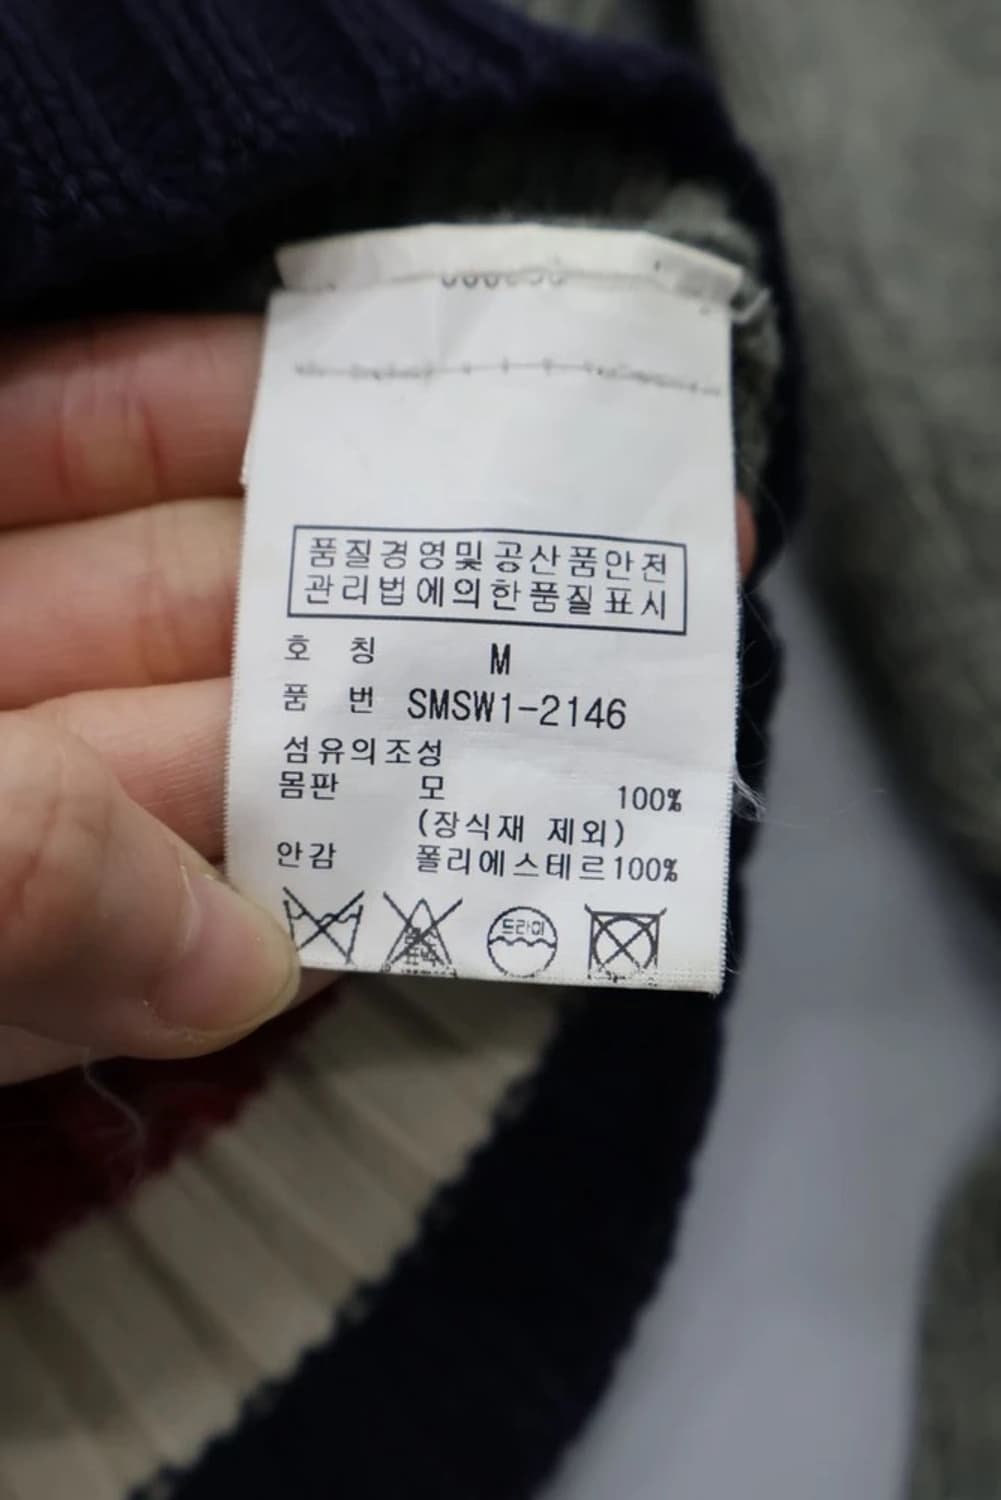 품질경영및공산품안전
관리법에의한품질표시
호 칭 M
품 번 SMSW1-2146
섬유의조성
몸판 모 100%
(장식재 제외)
안감 폴리에스테르100%
드라이